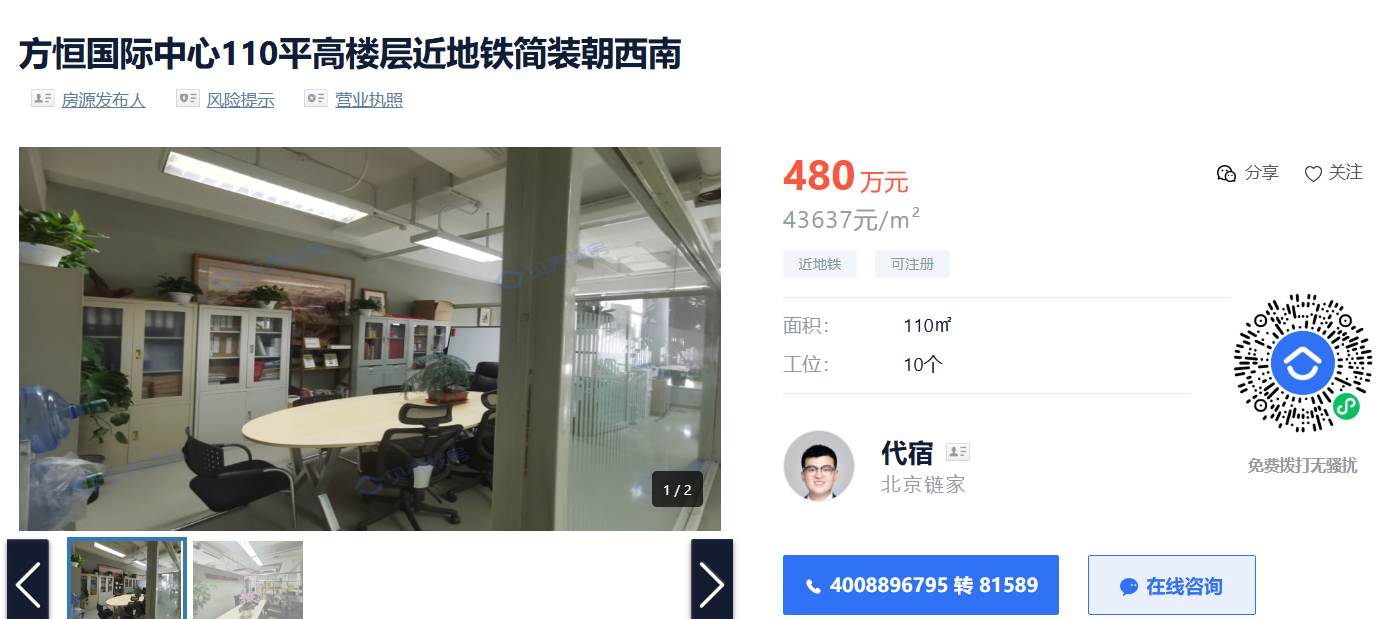 方恒国际中心110平高楼层近地铁简装朝西南
房源发布人
风险提示
营业执照
480万元
分享
关注
43637元/m²
近地铁
可注册
面积：
110㎡
工位：
10个
代宿
北京链家
免费拨打无骚扰
1 / 2
4008896795 转 81589
在线咨询